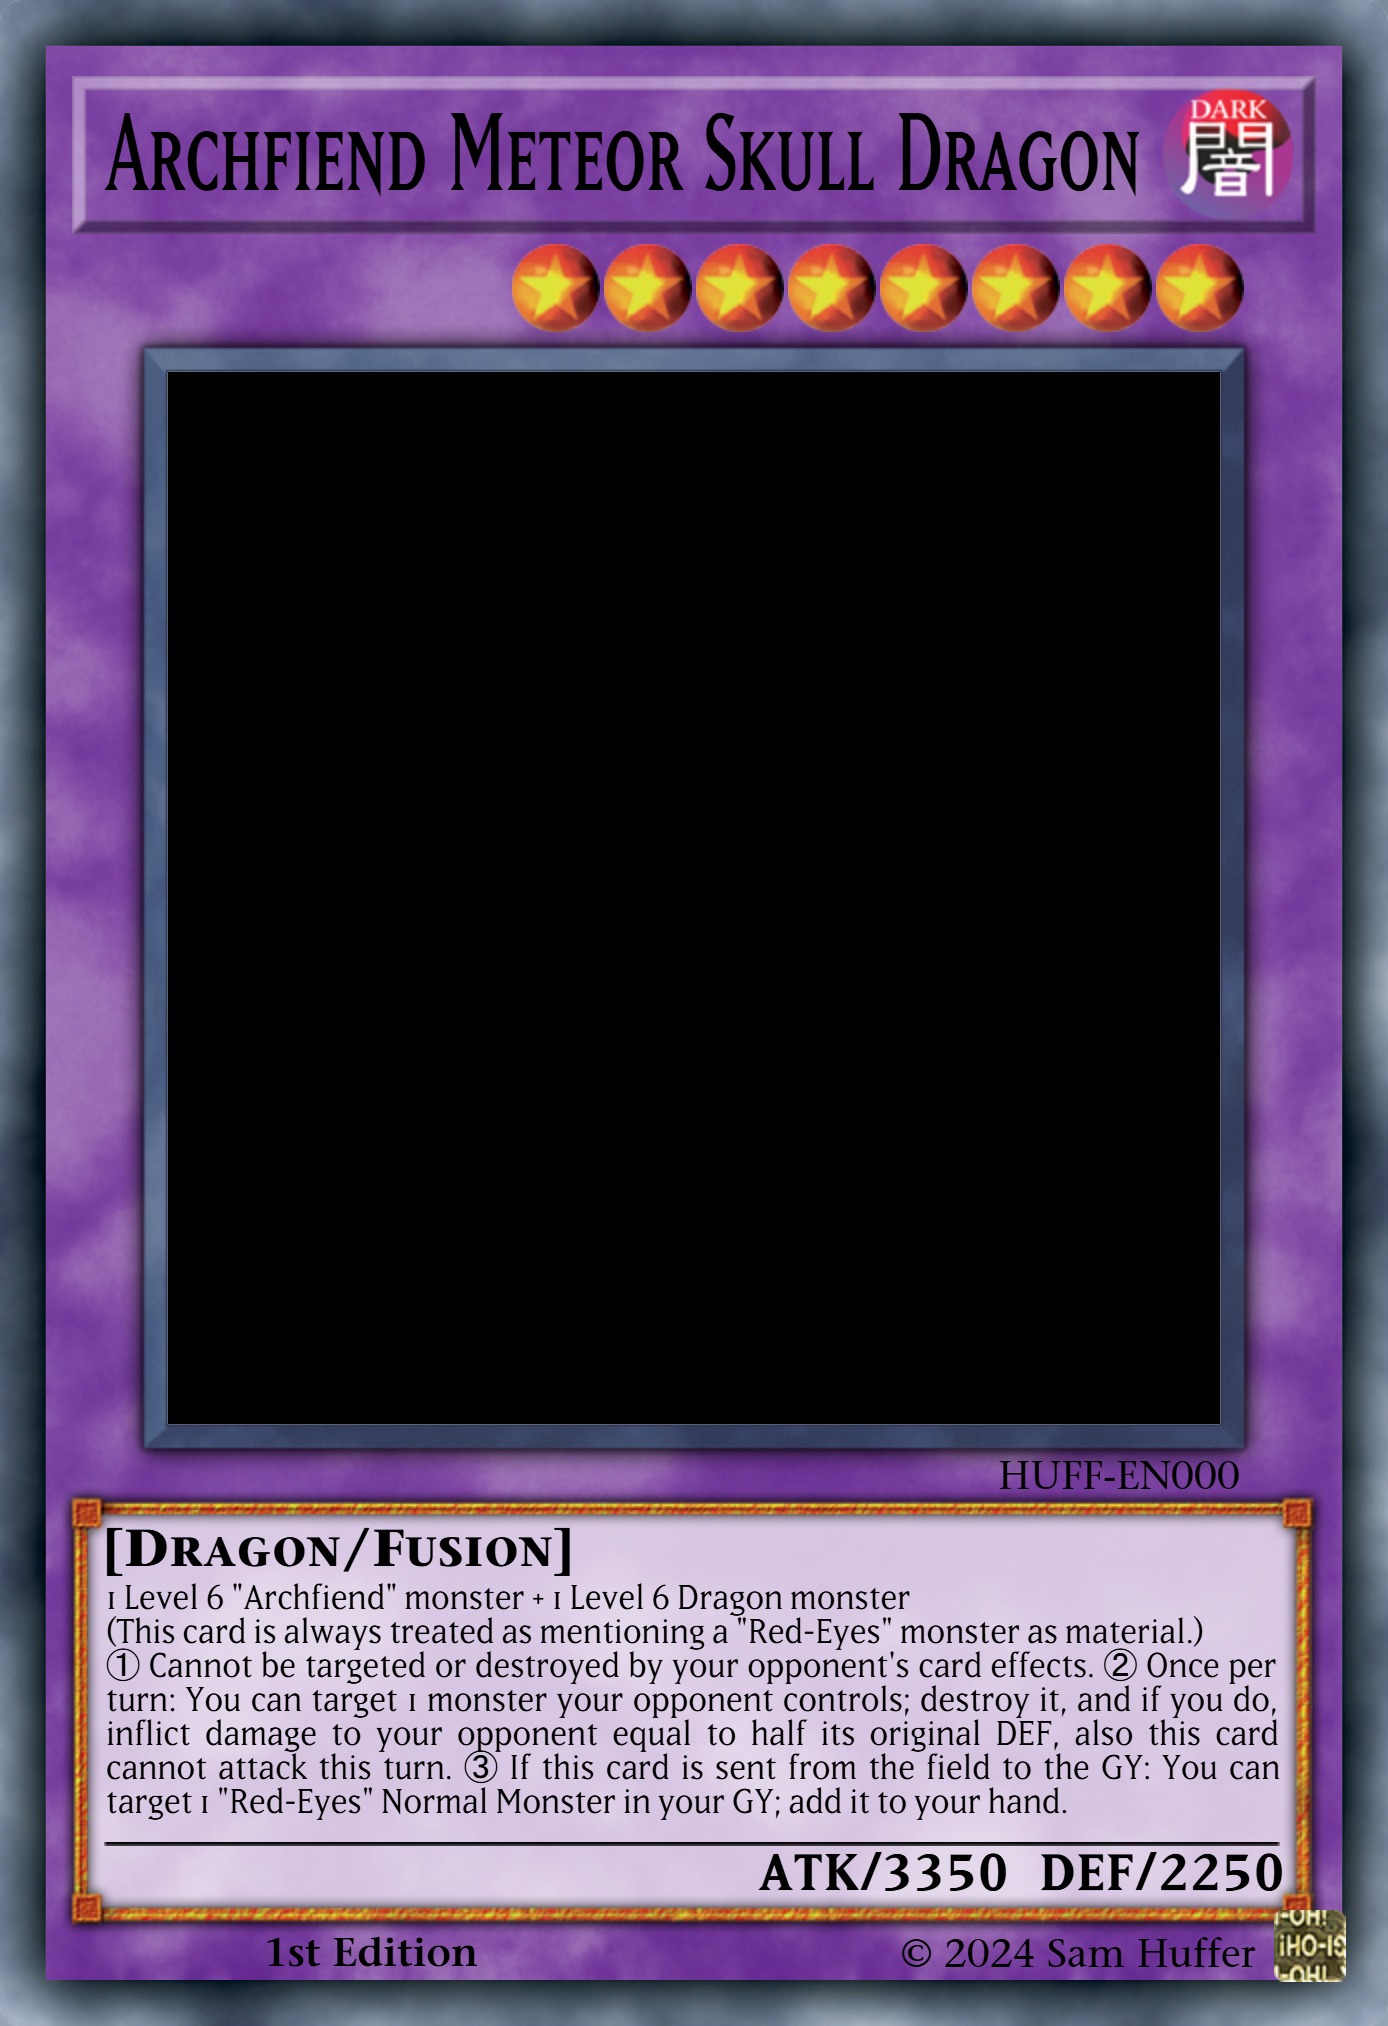 Archfiend Meteor Skull Dragon
DARK
闇
HUFF-EN000
[Dragon/Fusion]
1 Level 6 "Archfiend" monster + 1 Level 6 Dragon monster
(This card is always treated as mentioning a "Red-Eyes" monster as material.)
① Cannot be targeted or destroyed by your opponent's card effects. ② Once per
turn: You can target 1 monster your opponent controls; destroy it, and if you do,
inflict damage to your opponent equal to half its original DEF, also this card
cannot attack this turn. ③ If this card is sent from the field to the GY: You can
target 1 "Red-Eyes" Normal Monster in your GY; add it to your hand.
ATK/3350 DEF/2250
1st Edition
© 2024 Sam Huffer